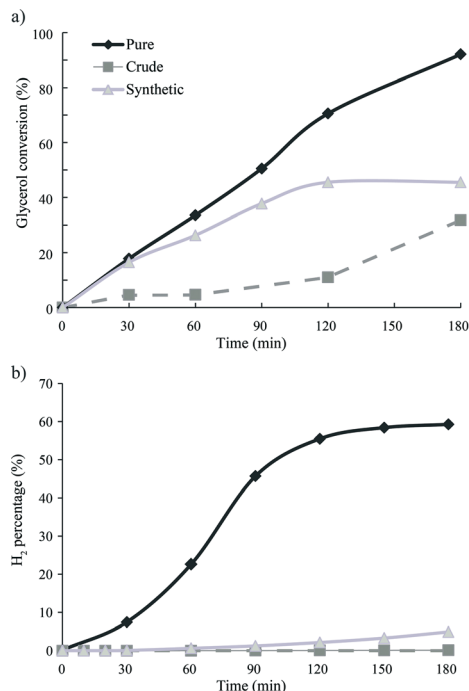 a)
100
80
60
40
20
0
Glycerol conversion (%)
Pure
Crude
Synthetic
0 30 60 90 120 150 180
Time (min)
b)
70
60
50
40
30
20
10
0
H₂ percentage (%)
0 30 60 90 120 150 180
Time (min)